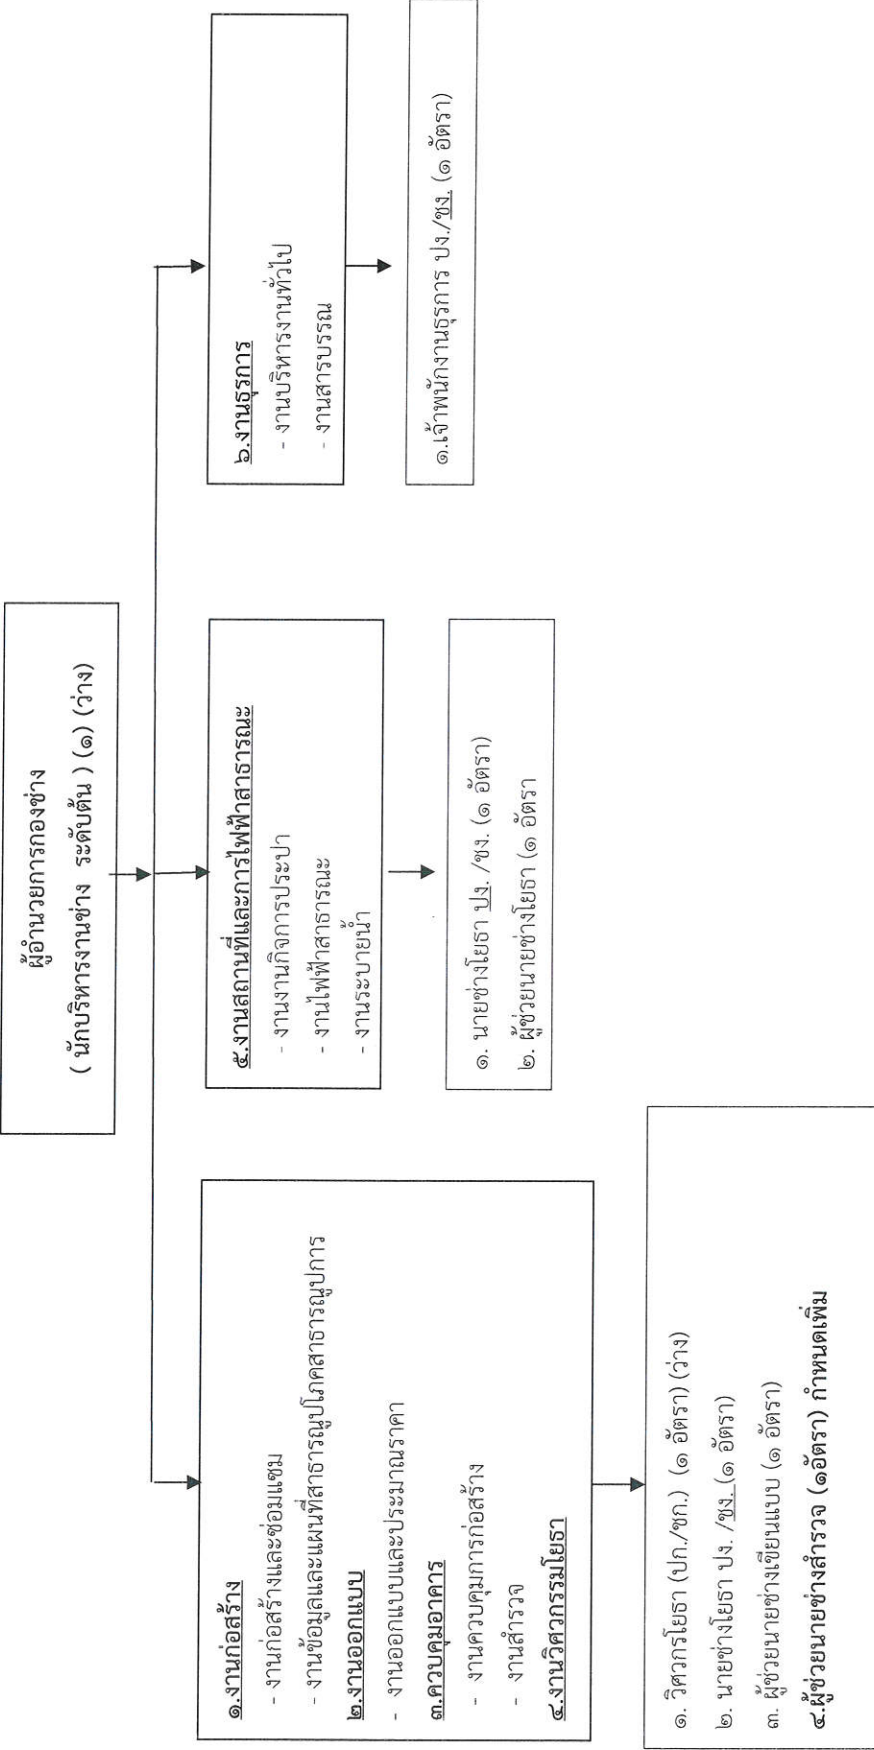 ผู้อำนวยการกองช่าง
( นักบริหารงานช่าง ระดับต้น ) (๑) (ว่าง)
๑.งานก่อสร้าง
- งานก่อสร้างและซ่อมแซม
- งานข้อมูลและแผนที่สาธารณูปโภคสาธารณูปการ
๒.งานออกแบบ
- งานออกแบบและประมาณราคา
๓.ควบคุมอาคาร
- งานควบคุมการก่อสร้าง
- งานสำรวจ
๔.งานวิศวกรรมโยธา
๑. วิศวกรโยธา (ปก./ชก.) (๑ อัตรา) (ว่าง)
๒. นายช่างโยธา ปง. /ชง. (๑ อัตรา)
๓. ผู้ช่วยนายช่างเขียนแบบ (๑ อัตรา)
๔.ผู้ช่วยนายช่างสำรวจ (๑อัตรา) กำหนดเพิ่ม
๕.งานสถานที่และการไฟฟ้าสาธารณะ
- งานงานกิจการประปา
- งานไฟฟ้าสาธารณะ
- งานระบายน้ำ
๑. นายช่างโยธา ปง. /ชง. (๑ อัตรา)
๒. ผู้ช่วยนายช่างโยธา (๑ อัตรา
๖.งานธุรการ
- งานบริหารงานทั่วไป
- งานสารบรรณ
๑.เจ้าพนักงานธุรการ ปง./ชง. (๑ อัตรา)